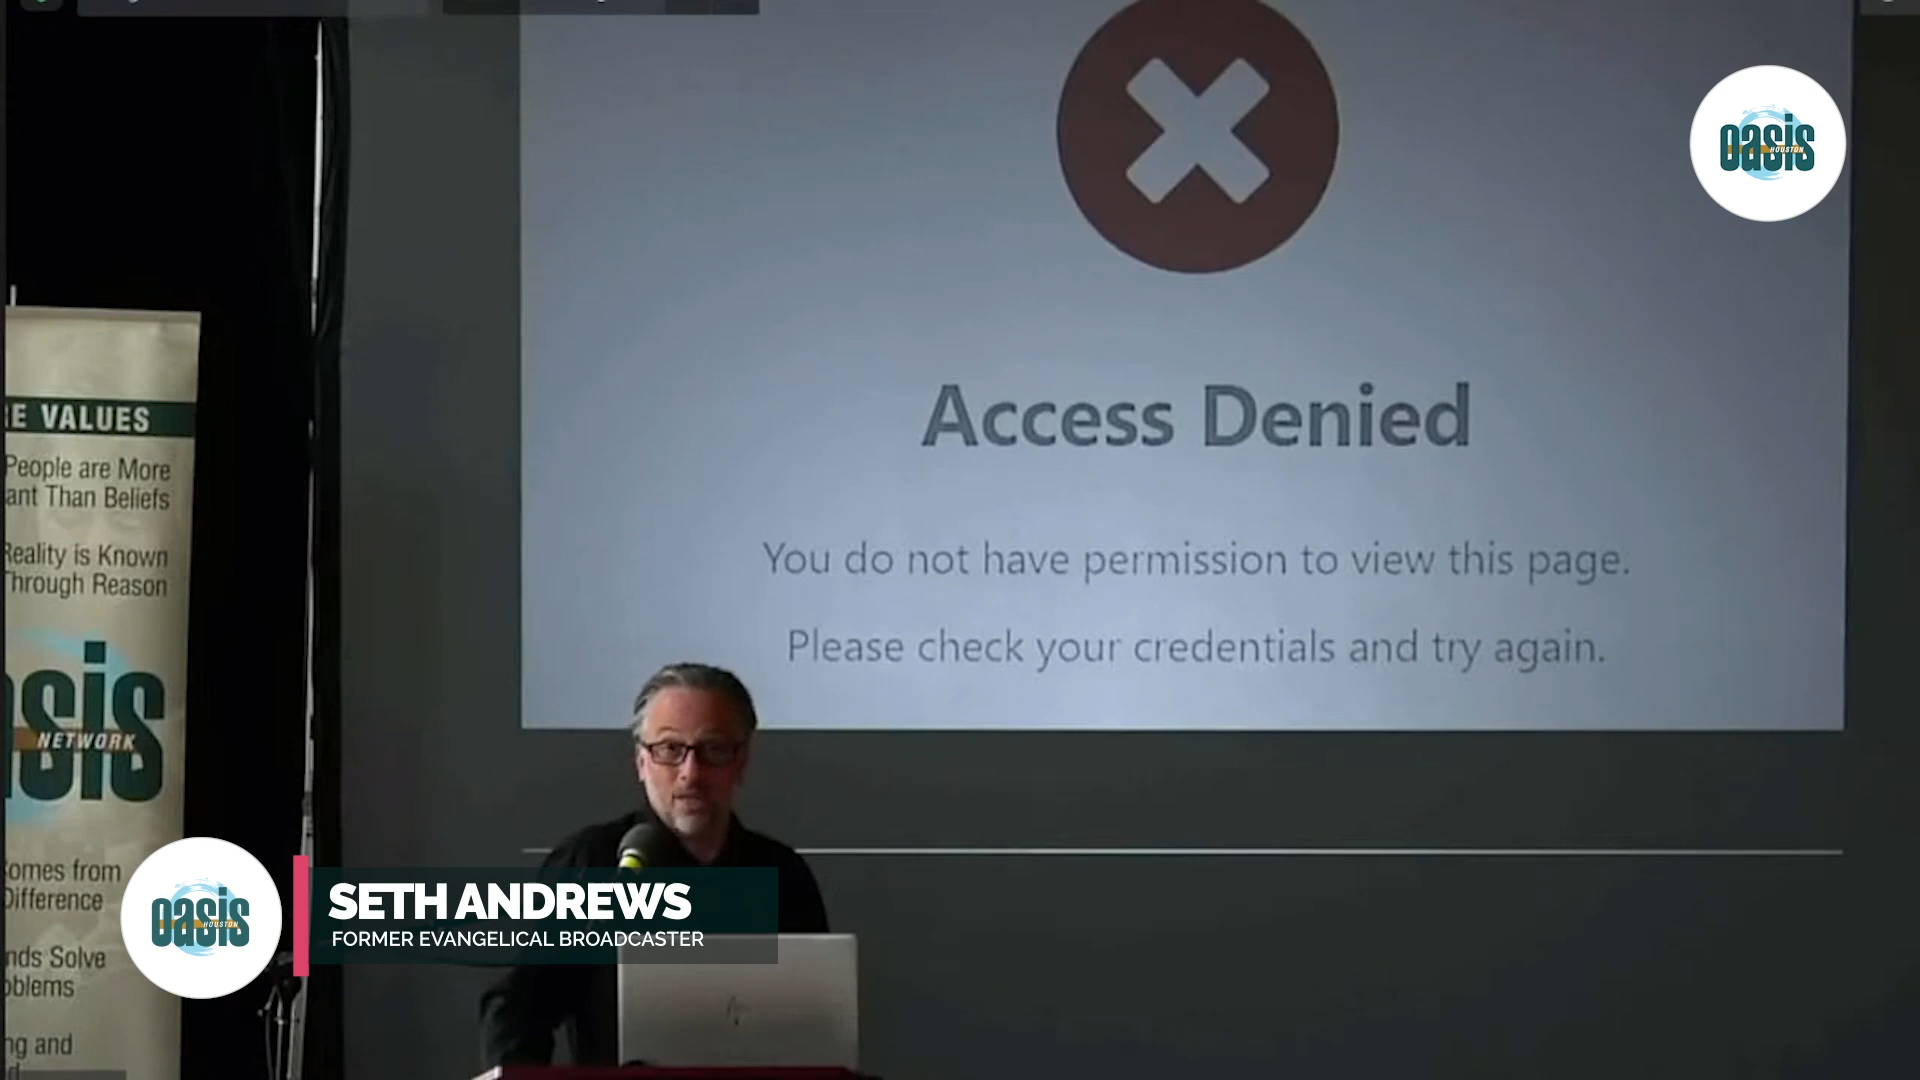 Access Denied
You do not have permission to view this page.
Please check your credentials and try again.
oasis
HOUSTON
E VALUES
People are More
ant Than Beliefs
Reality is Known
Through Reason
asis
NETWORK
omes from
Difference
nds Solve
oblems
ng and
oasis
HOUSTON
SETH ANDREWS
FORMER EVANGELICAL BROADCASTER
hp